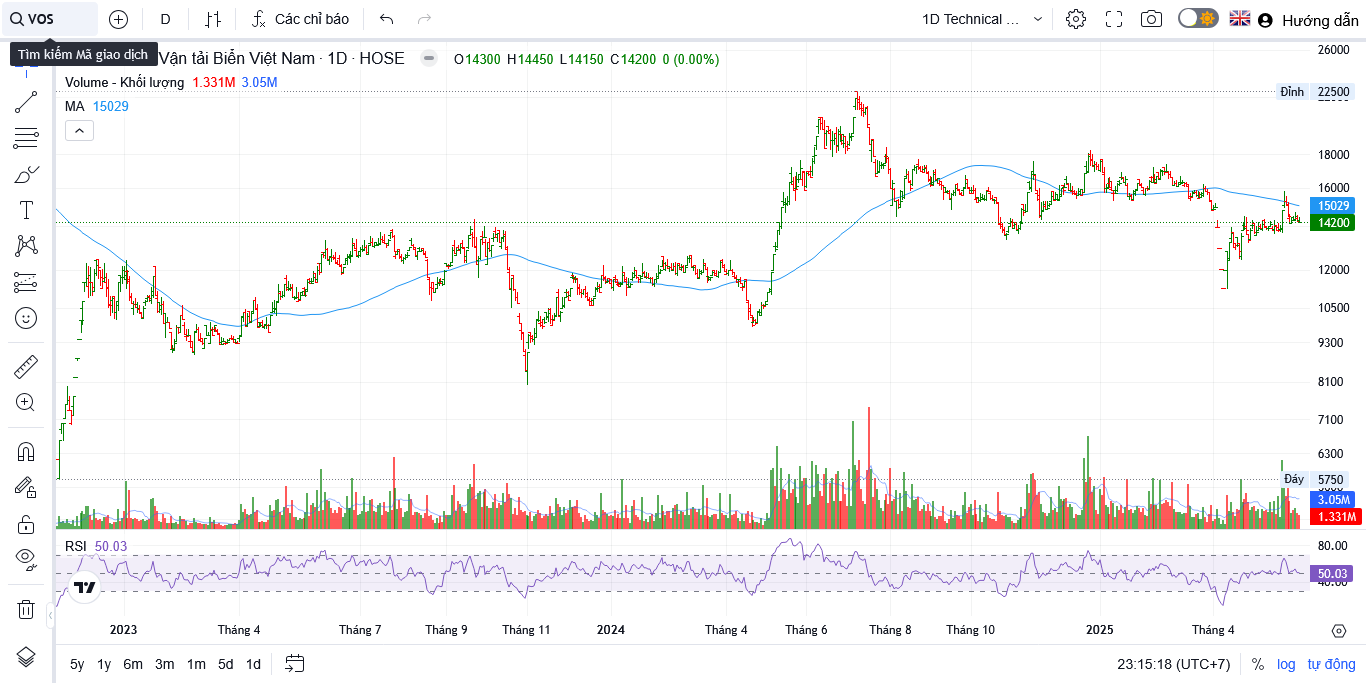 VOS
D
Các chỉ báo
1D Technical ...
Hướng dẫn
Tìm kiếm Mã giao dịch
Vận tải Biển Việt Nam · 1D · HOSE
O14300 H14450 L14150 C14200 0 (0.00%)
Volume - Khối lượng 1.331M 3.05M
MA 15029
26000
Đỉnh 22500
18000
16000
15029
14200
12000
10500
9300
8100
7100
6300
Đáy 5750
3.05M
1.331M
RSI 50.03
80.00
50.03
40.00
2023
Tháng 4
Tháng 7
Tháng 9
Tháng 11
2024
Tháng 4
Tháng 6
Tháng 8
Tháng 10
2025
Tháng 4
5y 1y 6m 3m 1m 5d 1d
23:15:18 (UTC+7)
%
log
tự động